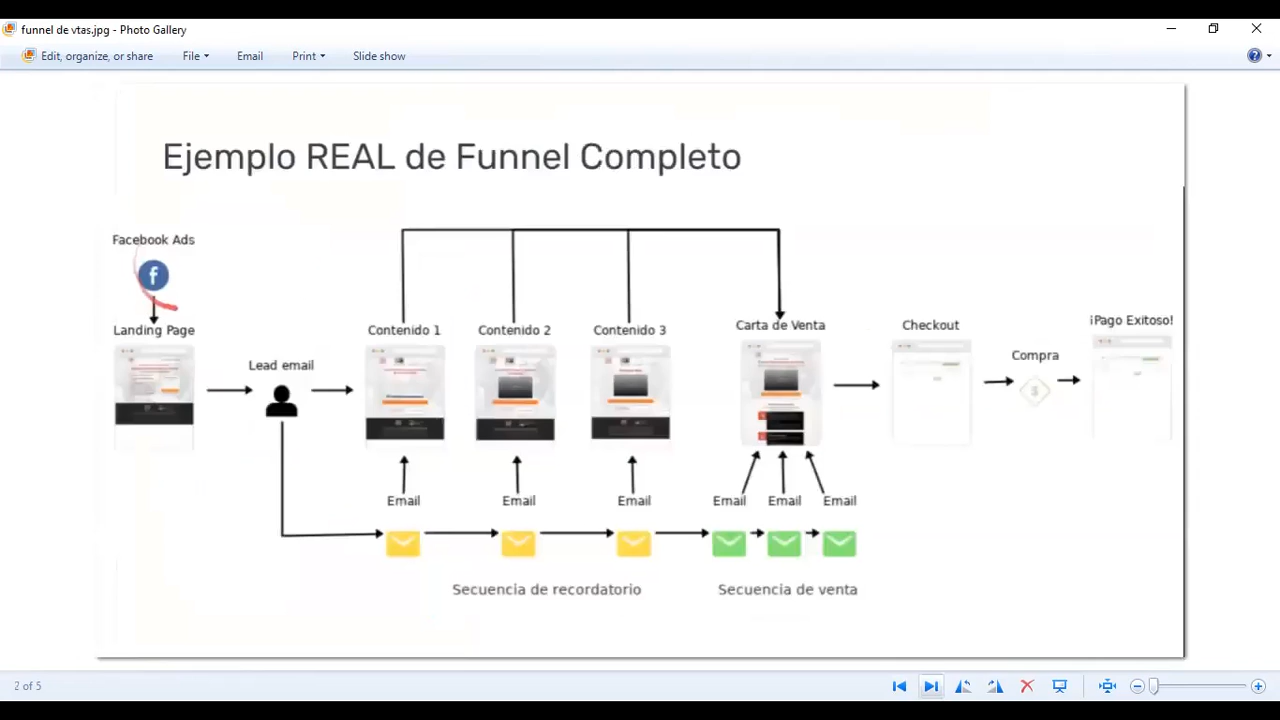 funnel de vtas.jpg - Photo Gallery
Edit, organize, or share File Email Print Slide show
Ejemplo REAL de Funnel Completo
Facebook Ads
Landing Page
Lead email
Contenido 1
Contenido 2
Contenido 3
Carta de Venta
Checkout
Compra
¡Pago Exitoso!
Email
Email
Email
Email
Email
Email
Secuencia de recordatorio
Secuencia de venta
2 of 5